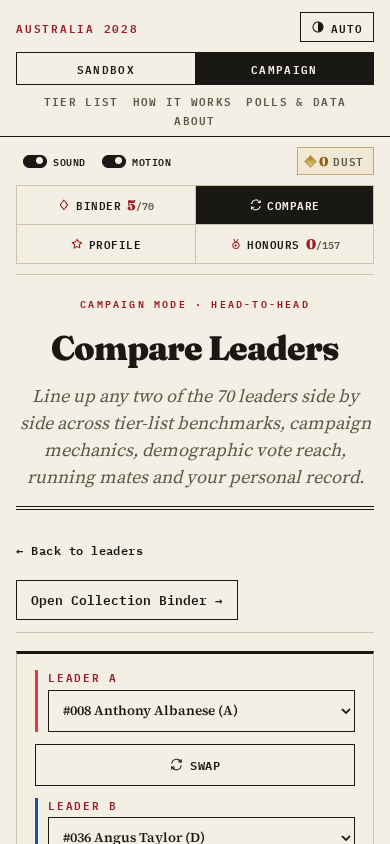 AUSTRALIA 2028
AUTO
SANDBOX
CAMPAIGN
TIER LIST HOW IT WORKS POLLS & DATA
ABOUT
SOUND
MOTION
0 DUST
BINDER 5/70
COMPARE
PROFILE
HONOURS 0/157
CAMPAIGN MODE · HEAD-TO-HEAD
Compare Leaders
Line up any two of the 70 leaders side by
side across tier-list benchmarks, campaign
mechanics, demographic vote reach,
running mates and your personal record.
← Back to leaders
Open Collection Binder →
LEADER A
#008 Anthony Albanese (A)
SWAP
LEADER B
#036 Angus Taylor (D)